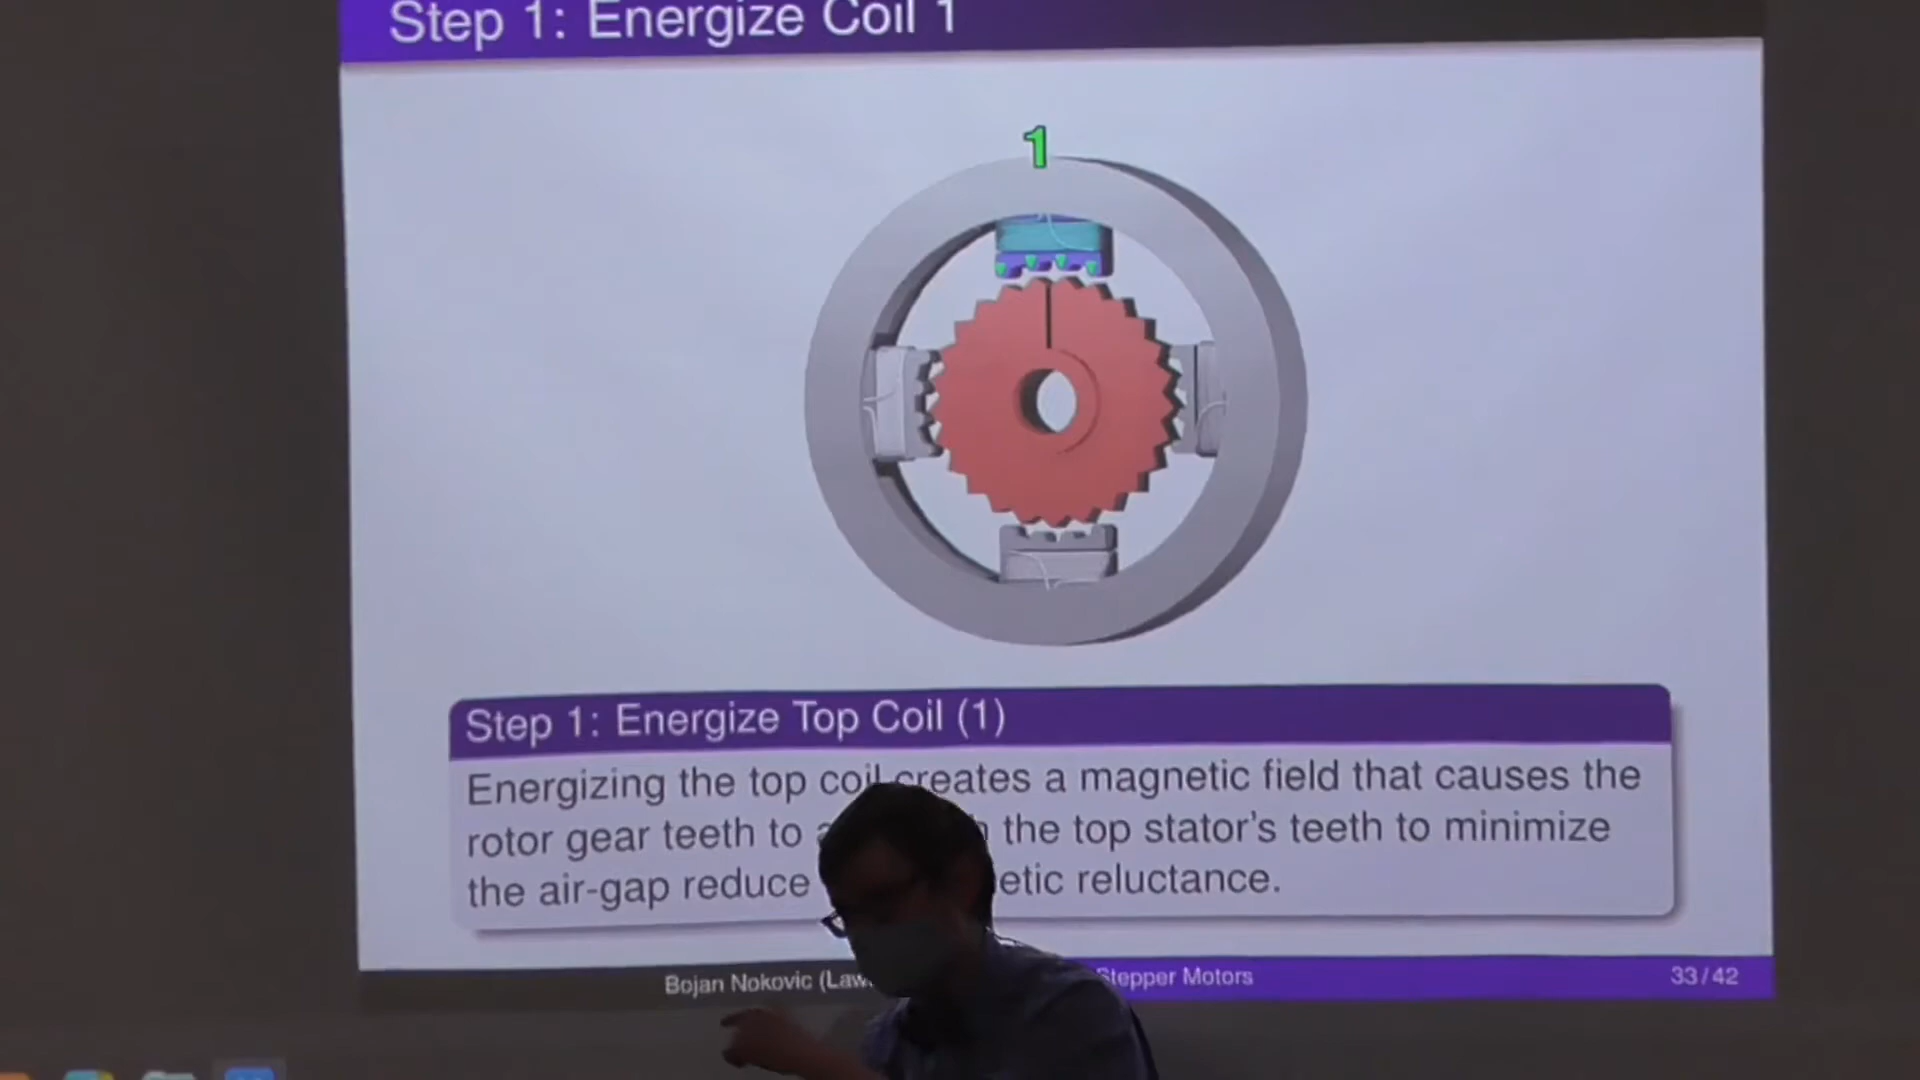 Step 1: Energize Coil 1
1
Step 1: Energize Top Coil (1)
Energizing the top coil creates a magnetic field that causes the
rotor gear teeth to the top stator's teeth to minimize
the air-gap reduce reluctance.
Bojan Nokovic Stepper Motors 33/42